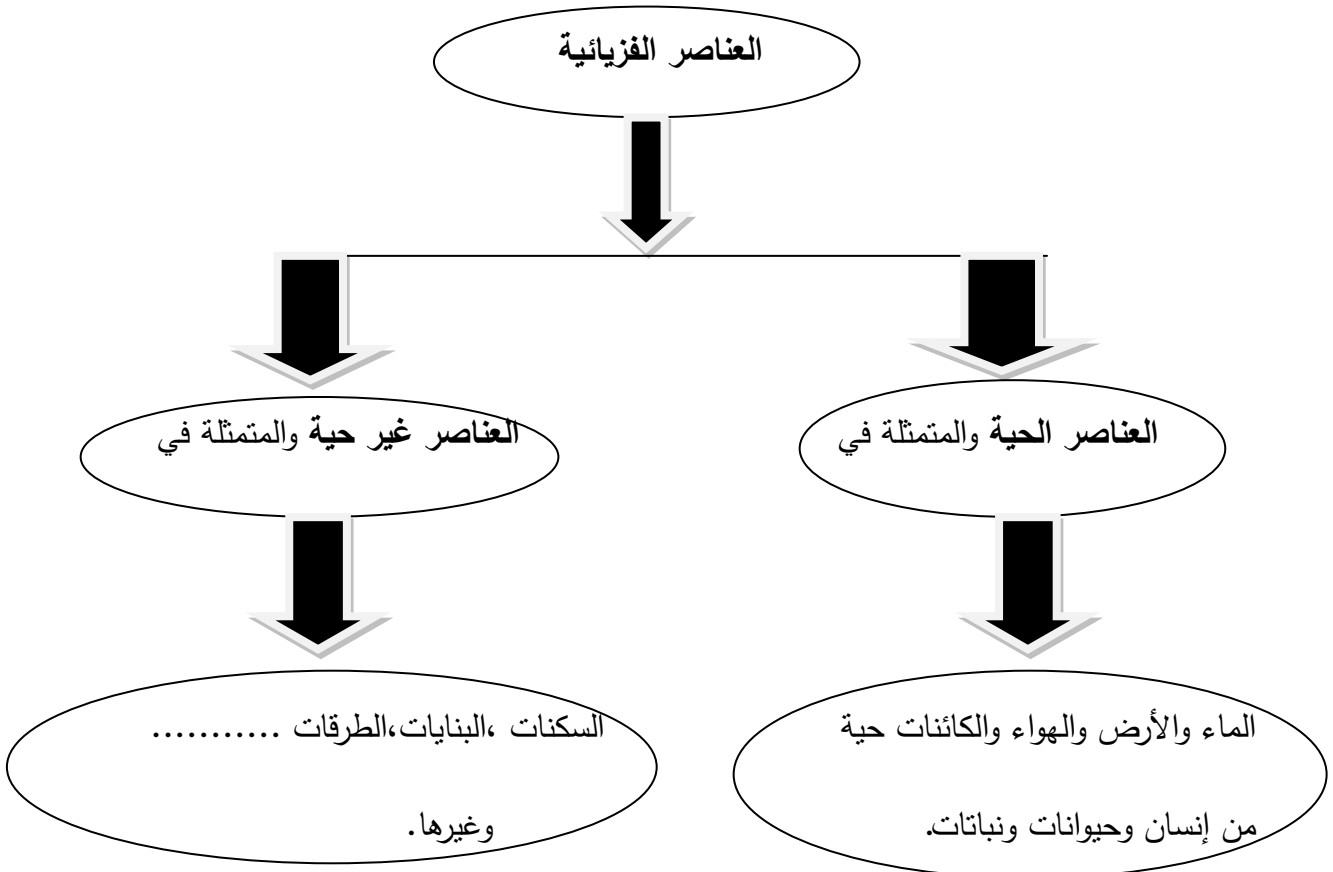 العناصر الفزيائية
العناصر الحية والمتمثلة في
العناصر غير حية والمتمثلة في
الماء والأرض والهواء والكائنات حية
من إنسان وحيوانات ونباتات.
السكنات ،البنايات،الطرقات ...........
وغيرها.